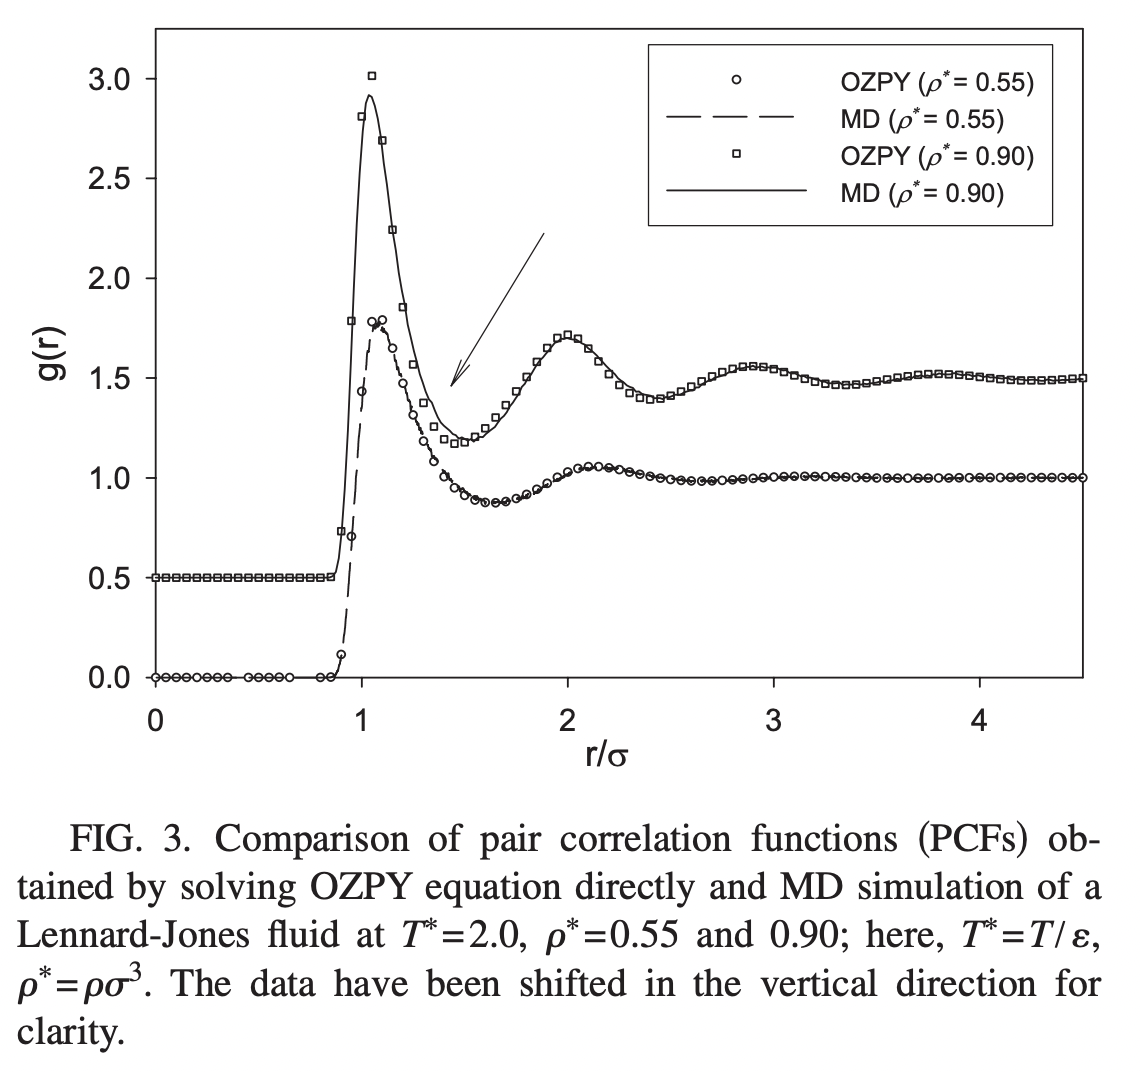 3.0
2.5
2.0
1.5
1.0
0.5
0.0
g(r)
0 1 2 3 4
r/σ
OZPY (ρ*= 0.55)
MD (ρ*= 0.55)
OZPY (ρ*= 0.90)
MD (ρ*= 0.90)
FIG. 3. Comparison of pair correlation functions (PCFs) ob-
tained by solving OZPY equation directly and MD simulation of a
Lennard-Jones fluid at T*=2.0, ρ*=0.55 and 0.90; here, T*=T/ε,
ρ*=ρσ³. The data have been shifted in the vertical direction for
clarity.